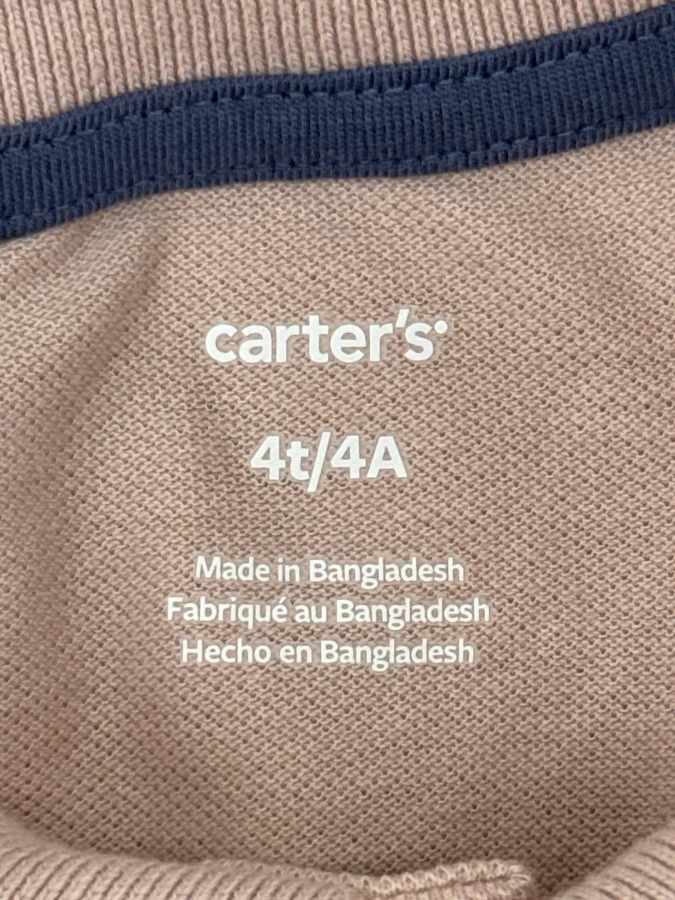 carter's
4t/4A
Made in Bangladesh
Fabriqué au Bangladesh
Hecho en Bangladesh